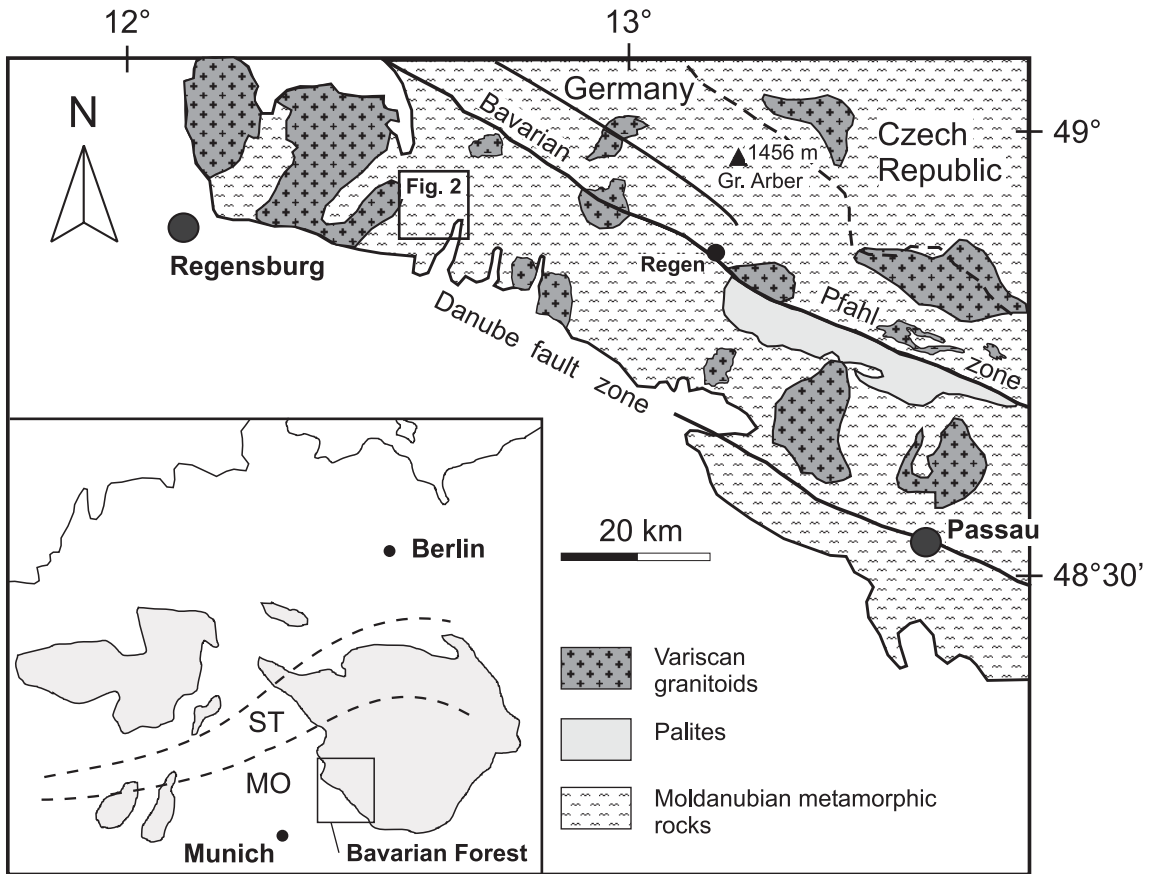 12°
13°
Germany
Bavarian
N
49°
Czech
Republic
1456 m
Gr. Arber
Fig. 2
Regensburg
Regen
Pfahl
zone
Danube fault zone
20 km
Passau
48°30’
Berlin
ST
MO
Munich
Bavarian Forest
Variscan
granitoids
Palites
Moldanubian metamorphic
rocks